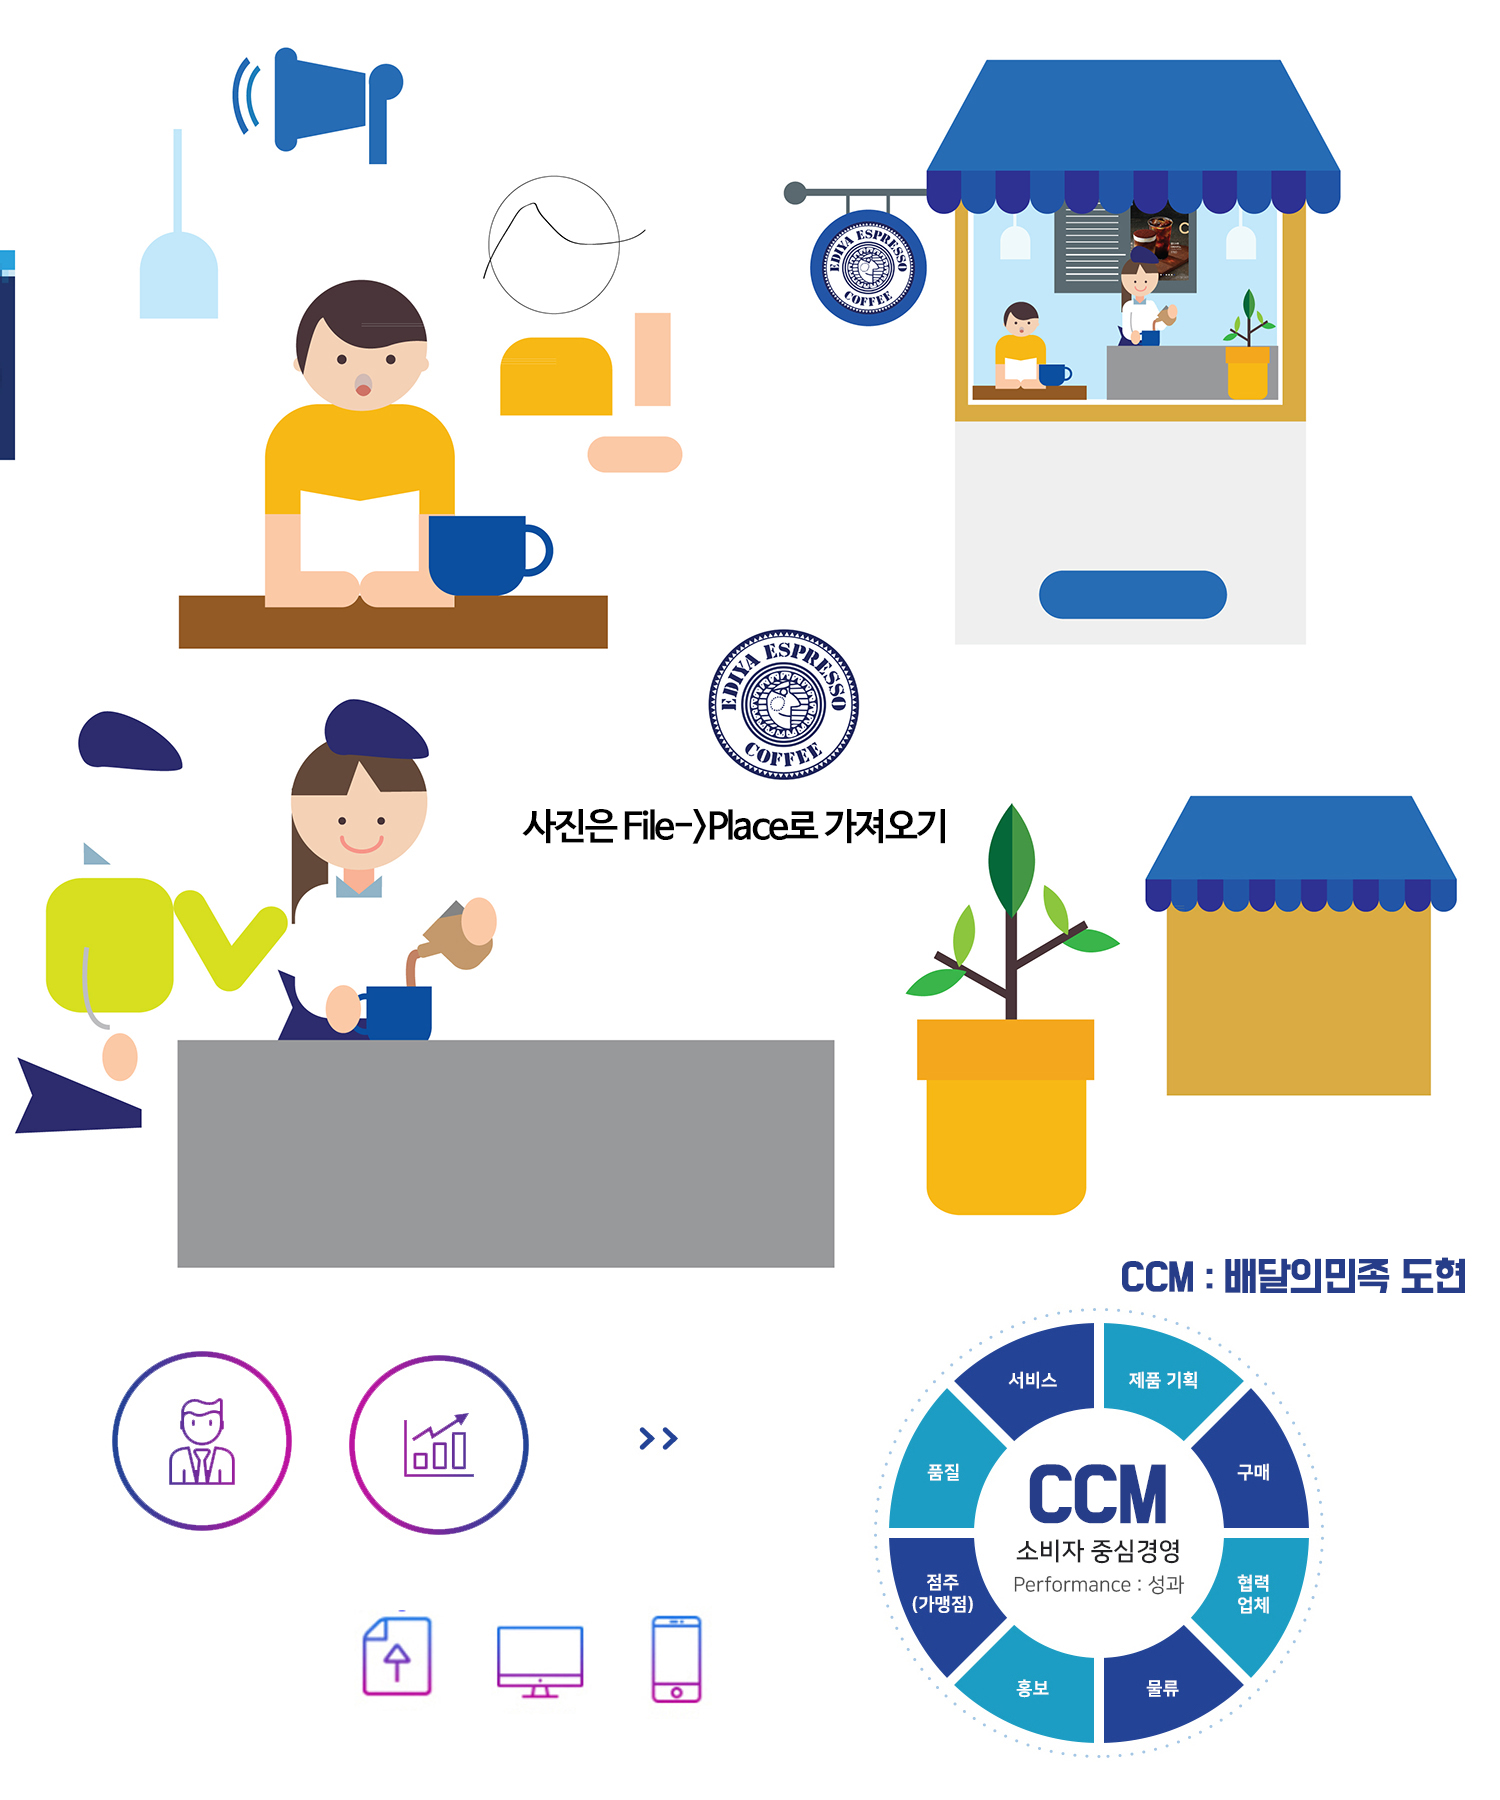 EDIYA ESPRESSO
COFFEE
EDIYA ESPRESSO
COFFEE
사진은 File->Place로 가져오기
CCM : 배달의민족 도현
서비스
제품 기획
품질
구매
CCM
소비자 중심경영
Performance : 성과
점주
(가맹점)
협력
업체
홍보
물류